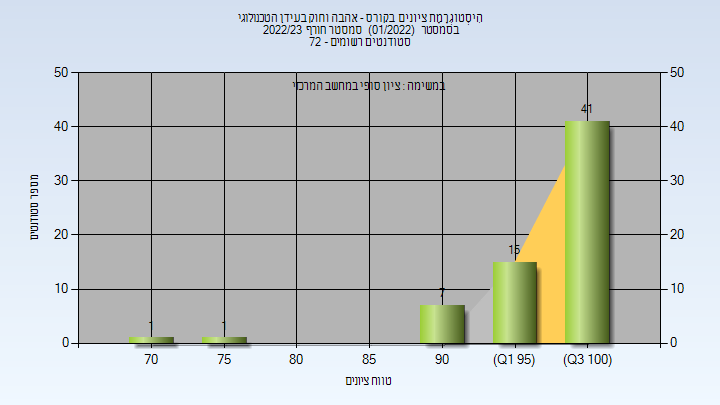 היסטוגרמת ציונים בקורס - אהבה וחוק בעידן הטכנולוגי
בסמסטר (01/2022) סמסטר חורף 2022/23
סטודנטים רשומים - 72
במשימה : ציון סופי במחשב המרכזי
50 50
40 40
30 30
20 20
10 10
0 0
מספר סטודנטים
1 1 7 15 41
70 75 80 85 90 (Q1 95) (Q3 100)
טווח ציונים